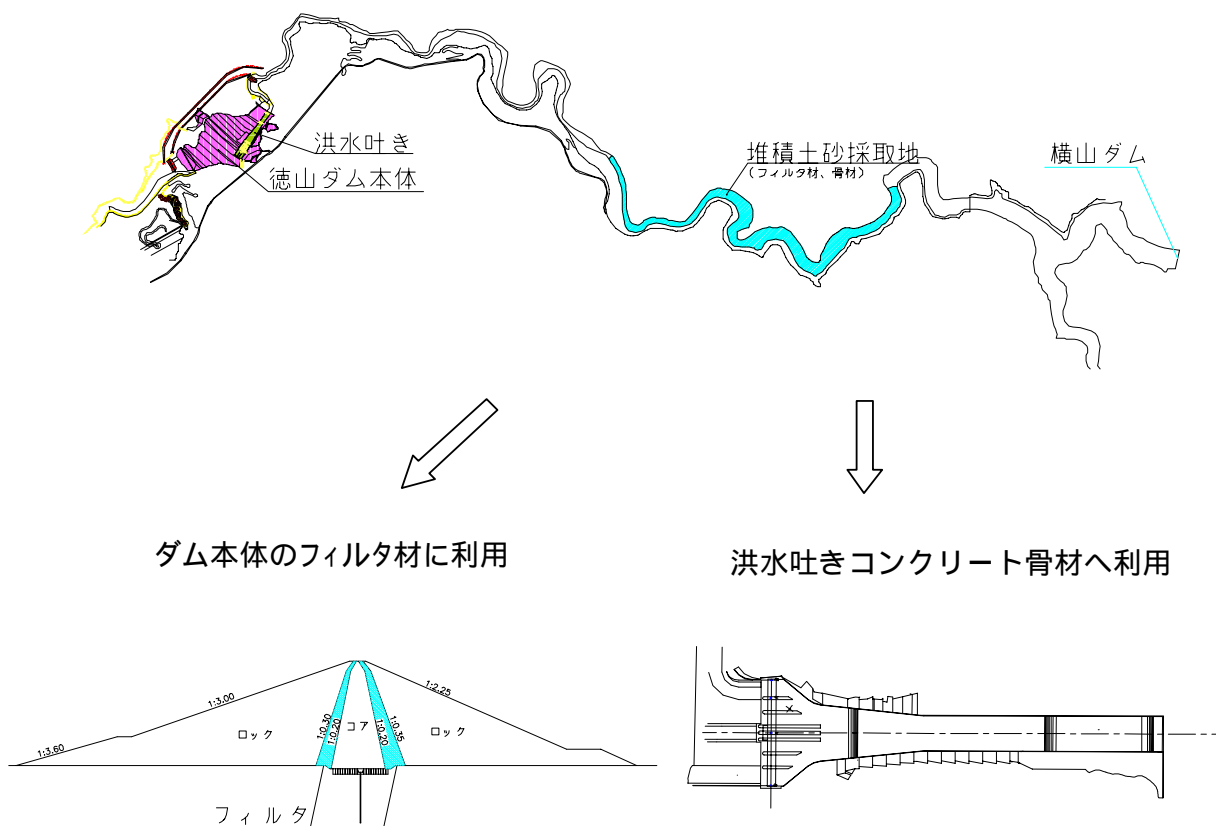 洪水吐き
徳山ダム本体
堆積土砂採取地
(フィルタ材、骨材)
横山ダム
ダム本体のフィルタ材に利用
洪水吐きコンクリート骨材へ利用
1:3.60
1:3.00
ロック
1:0.30
1:0.20
コア
1:0.20
1:0.35
ロック
1:2.25
フィルタ